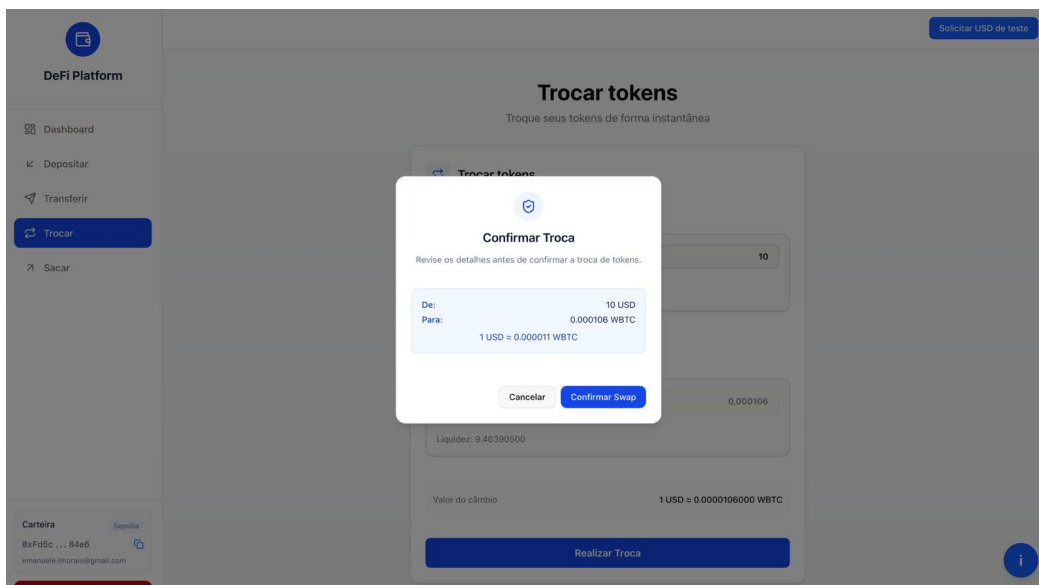 DeFi Platform
Dashboard
Depositar
Transferir
Trocar
Sacar
Carteira
Sepolia
0xFd5c ... 84e6
emanuele.lmorais@gmail.com
Solicitar USD de teste
Trocar tokens
Troque seus tokens de forma instantânea
Trocar tokens
10
Confirmar Troca
Revise os detalhes antes de confirmar a troca de tokens.
De: 10 USD
Para: 0.000106 WBTC
1 USD ≈ 0.000011 WBTC
Cancelar Confirmar Swap
0,000106
Liquidez: 9.46390500
Valor do câmbio 1 USD ≈ 0.0000106000 WBTC
Realizar Troca
i